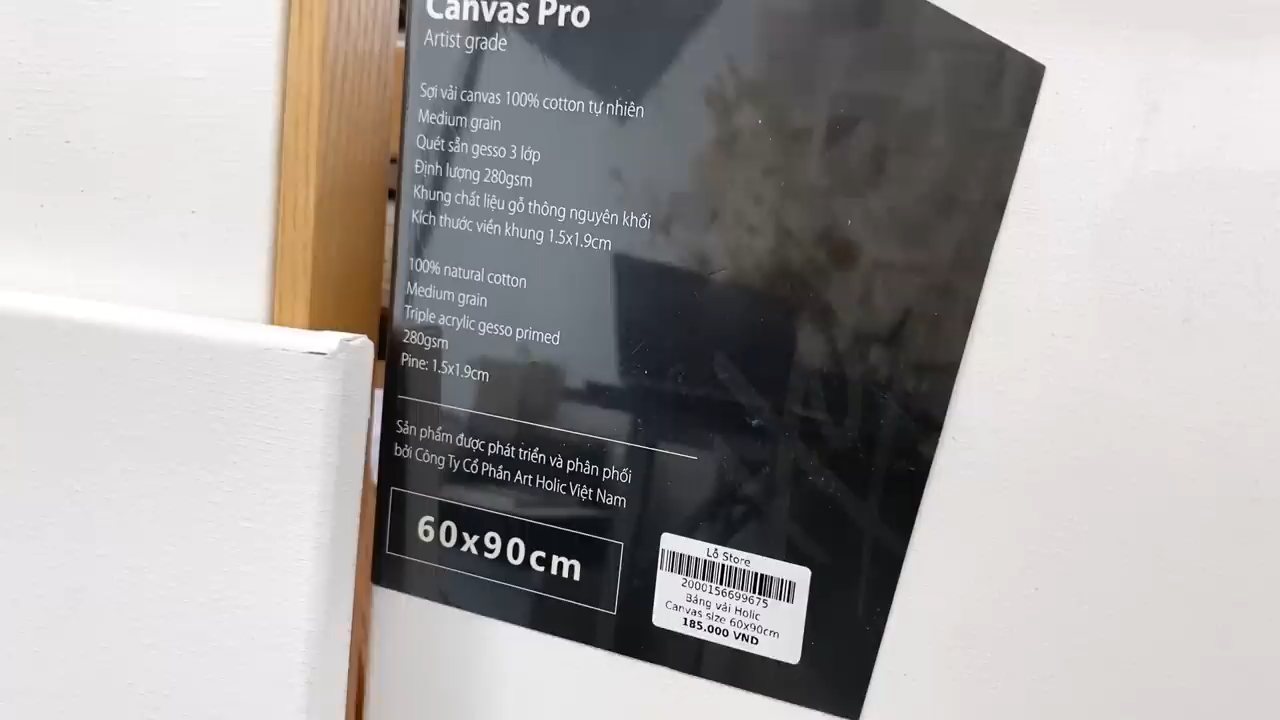 Canvas Pro
Artist grade
Sợi vải canvas 100% cotton tự nhiên
Medium grain
Quét sẵn gesso 3 lớp
Định lượng 280gsm
Khung chất liệu gỗ thông nguyên khối
Kích thước viền khung 1.5x1.9cm
100% natural cotton
Medium grain
Triple acrylic gesso primed
280gsm
Pine: 1.5x1.9cm
Sản phẩm được phát triển và phân phối
bởi Công Ty Cổ Phần Art Holic Việt Nam
60x90cm
Lỗ Store
2000156699675
Bảng vải Holic
Canvas size 60x90cm
185.000 VND